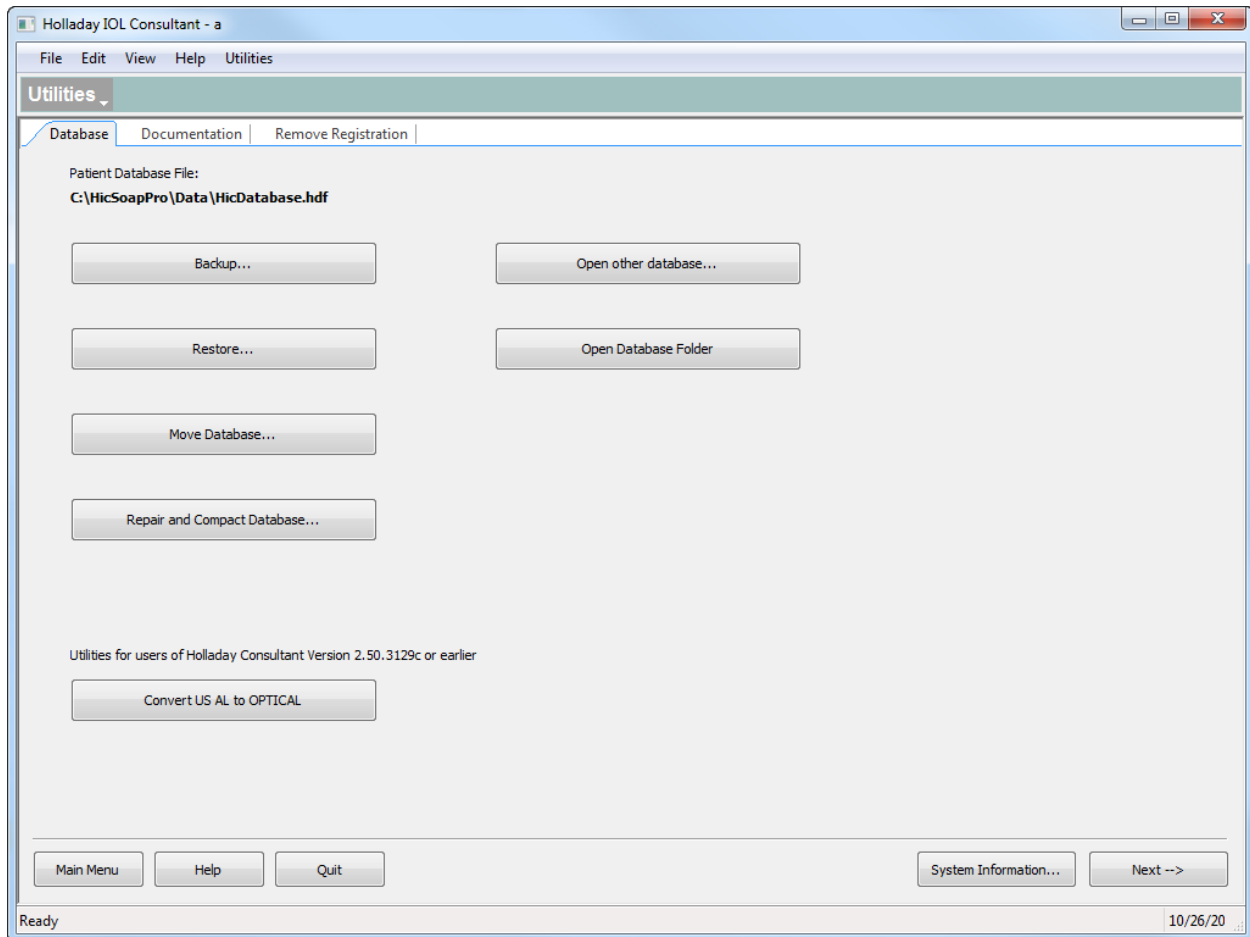 Holladay IOL Consultant - a
File Edit View Help Utilities
Utilities
Database Documentation Remove Registration
Patient Database File:
C:\HicSoapPro\Data\HicDatabase.hdf
Backup... Open other database...
Restore... Open Database Folder
Move Database...
Repair and Compact Database...
Utilities for users of Holladay Consultant Version 2.50.3129c or earlier
Convert US AL to OPTICAL
Main Menu Help Quit System Information... Next -->
Ready 10/26/20